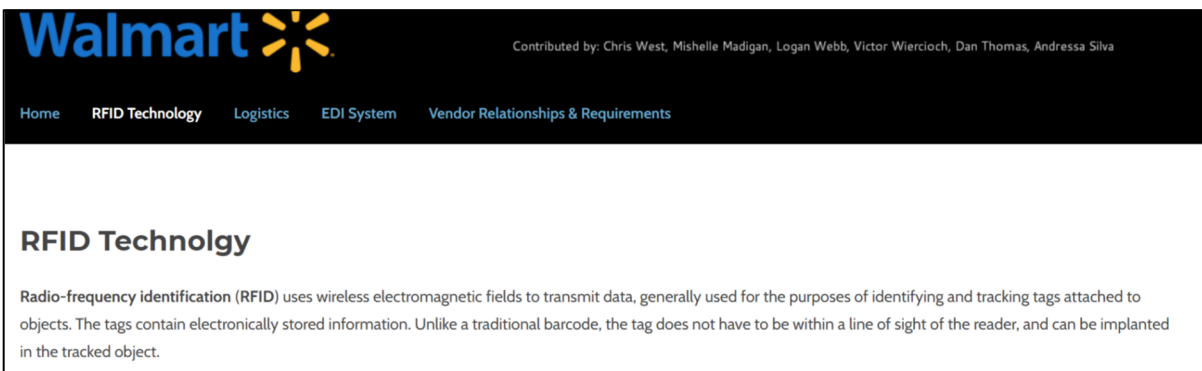 Walmart
Contributed by: Chris West, Mishelle Madigan, Logan Webb, Victor Wiercioch, Dan Thomas, Andressa Silva
Home RFID Technology Logistics EDI System Vendor Relationships & Requirements
RFID Technolgy
Radio-frequency identification (RFID) uses wireless electromagnetic fields to transmit data, generally used for the purposes of identifying and tracking tags attached to
objects. The tags contain electronically stored information. Unlike a traditional barcode, the tag does not have to be within a line of sight of the reader, and can be implanted
in the tracked object.